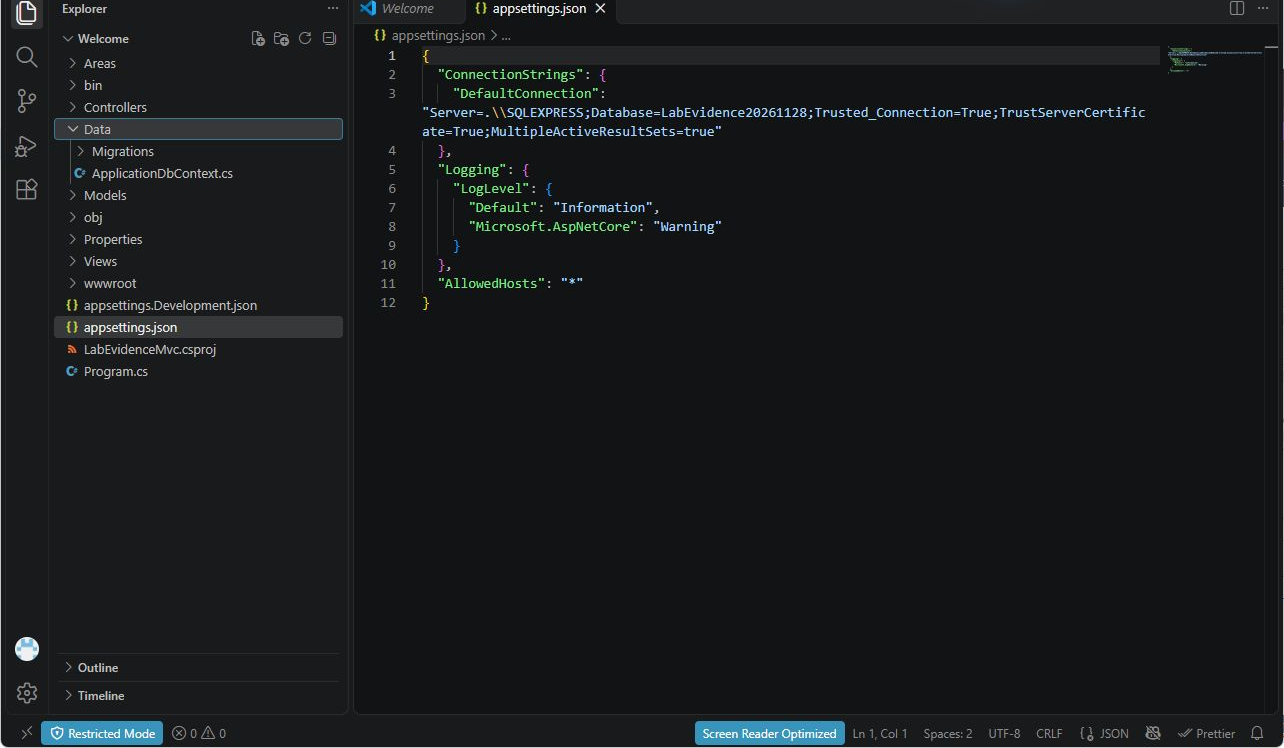 Explorer
Welcome
Areas
bin
Controllers
Data
Migrations
ApplicationDbContext.cs
Models
obj
Properties
Views
wwwroot
appsettings.Development.json
appsettings.json
LabEvidenceMvc.csproj
Program.cs
Outline
Timeline
Welcome
{} appsettings.json
{} appsettings.json > ...
1 {
2 "ConnectionStrings": {
3 "DefaultConnection":
"Server=.\\SQLEXPRESS;Database=LabEvidence20261128;Trusted_Connection=True;TrustServerCertific
ate=True;MultipleActiveResultSets=true"
4 },
5 "Logging": {
6 "LogLevel": {
7 "Default": "Information",
8 "Microsoft.AspNetCore": "Warning"
9 }
10 },
11 "AllowedHosts": "*"
12 }
Restricted Mode 0 0 Screen Reader Optimized Ln 1, Col 1 Spaces: 2 UTF-8 CRLF {} JSON Prettier